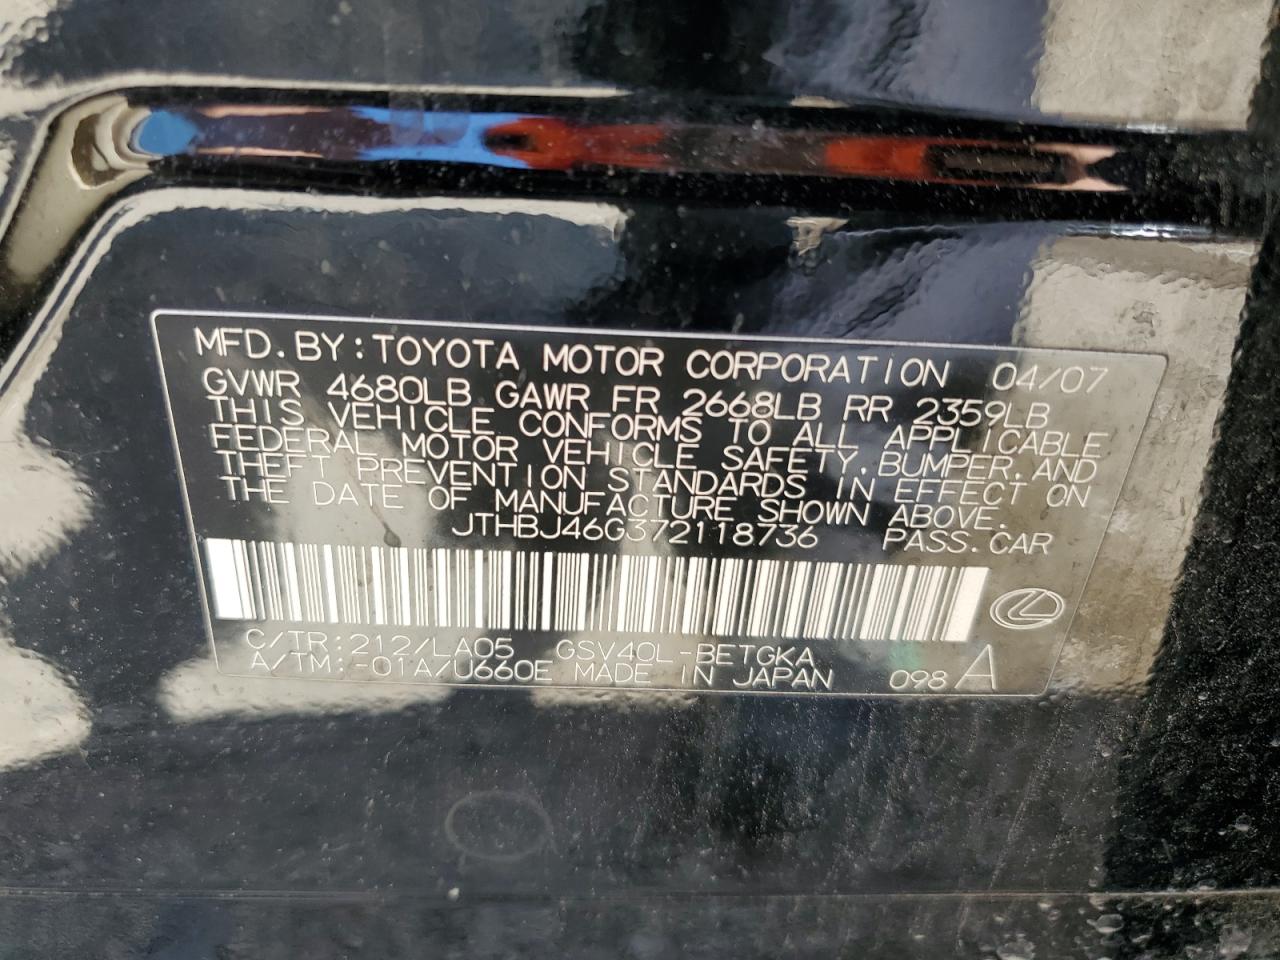 MFD. BY: TOYOTA MOTOR CORPORATION 04/07
GVWR 4680LB GAWR FR 2668LB RR 2359LB
THIS VEHICLE CONFORMS TO ALL APPLICABLE
FEDERAL MOTOR VEHICLE SAFETY, BUMPER, AND
THEFT PREVENTION STANDARDS IN EFFECT ON
THE DATE OF MANUFACTURE SHOWN ABOVE.
JTHBJ46G372118736 PASS. CAR
C/TR:212/LA05 GSV40L-BETGKA
A/TM:-01A/U660E MADE IN JAPAN 098 A